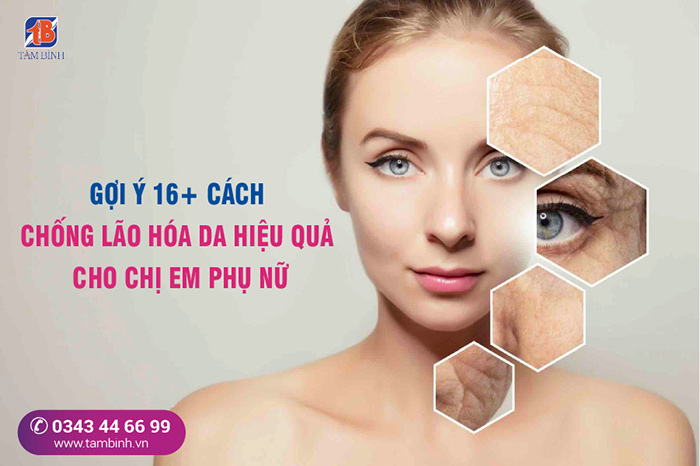 TB
TÂM BÌNH
GỢI Ý 16+ CÁCH
CHỐNG LÃO HÓA DA HIỆU QUẢ
CHO CHỊ EM PHỤ NỮ
0343 44 66 99
www.tambinh.vn